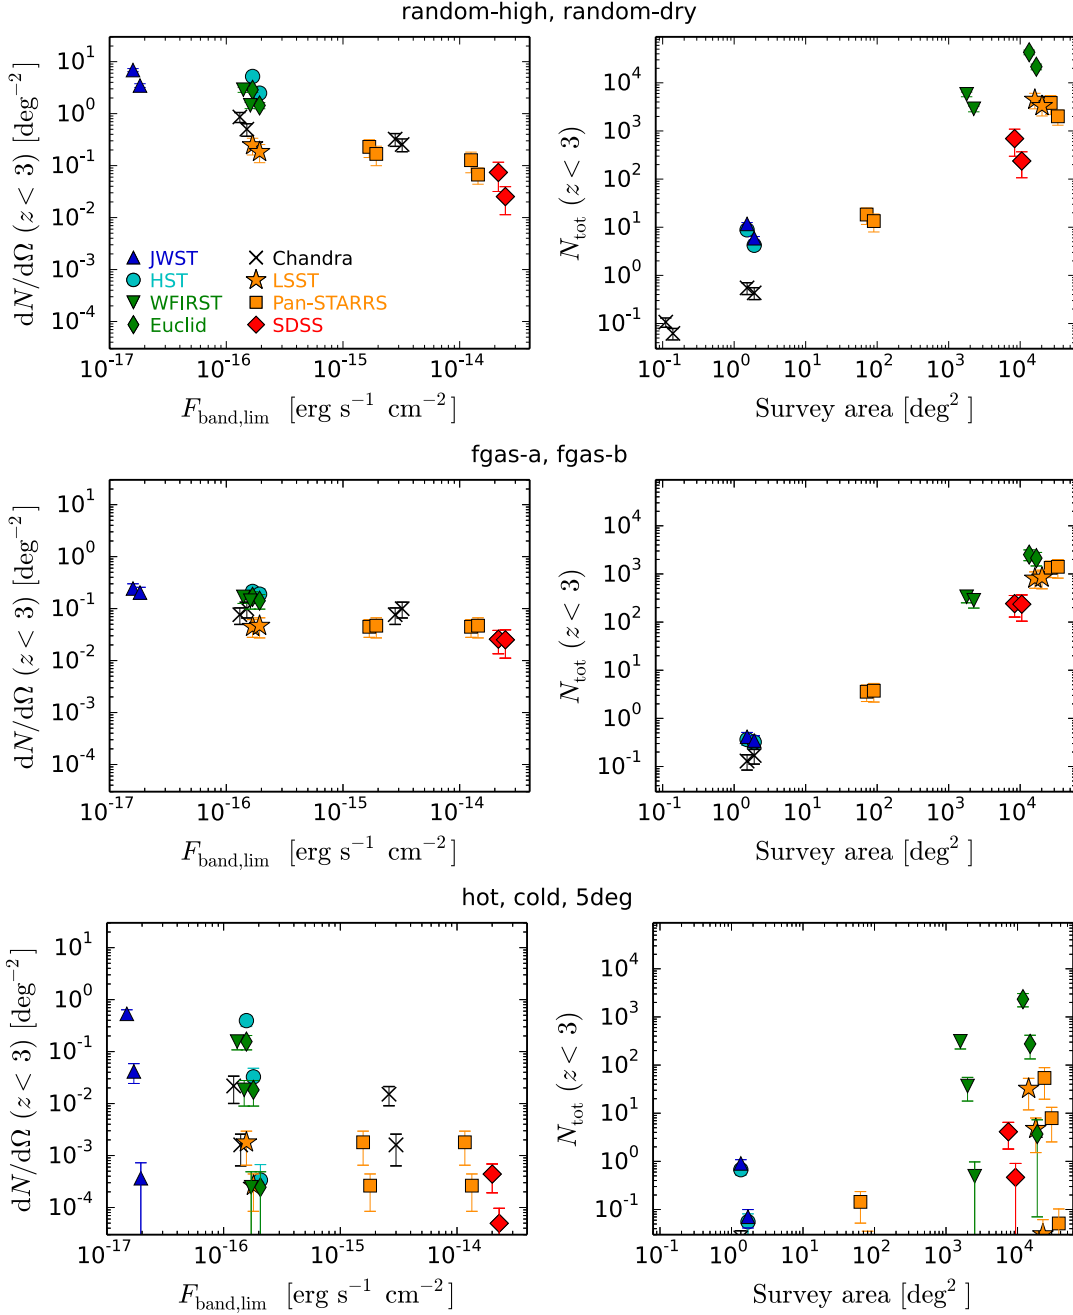 random-high, random-dry
dN/dΩ (z < 3) [deg⁻²]
10¹
10⁰
10⁻¹
10⁻²
10⁻³
10⁻⁴
JWST
HST
WFIRST
Euclid
Chandra
LSST
Pan-STARRS
SDSS
10⁻¹⁷ 10⁻¹⁶ 10⁻¹⁵ 10⁻¹⁴
F_band,lim [erg s⁻¹ cm⁻²]
N_tot (z < 3)
10⁴
10³
10²
10¹
10⁰
10⁻¹
10⁻¹ 10⁰ 10¹ 10² 10³ 10⁴
Survey area [deg²]
fgas-a, fgas-b
dN/dΩ (z < 3) [deg⁻²]
10¹
10⁰
10⁻¹
10⁻²
10⁻³
10⁻⁴
10⁻¹⁷ 10⁻¹⁶ 10⁻¹⁵ 10⁻¹⁴
F_band,lim [erg s⁻¹ cm⁻²]
N_tot (z < 3)
10⁴
10³
10²
10¹
10⁰
10⁻¹
10⁻¹ 10⁰ 10¹ 10² 10³ 10⁴
Survey area [deg²]
hot, cold, 5deg
dN/dΩ (z < 3) [deg⁻²]
10¹
10⁰
10⁻¹
10⁻²
10⁻³
10⁻⁴
10⁻¹⁷ 10⁻¹⁶ 10⁻¹⁵ 10⁻¹⁴
F_band,lim [erg s⁻¹ cm⁻²]
N_tot (z < 3)
10⁴
10³
10²
10¹
10⁰
10⁻¹
10⁻¹ 10⁰ 10¹ 10² 10³ 10⁴
Survey area [deg²]